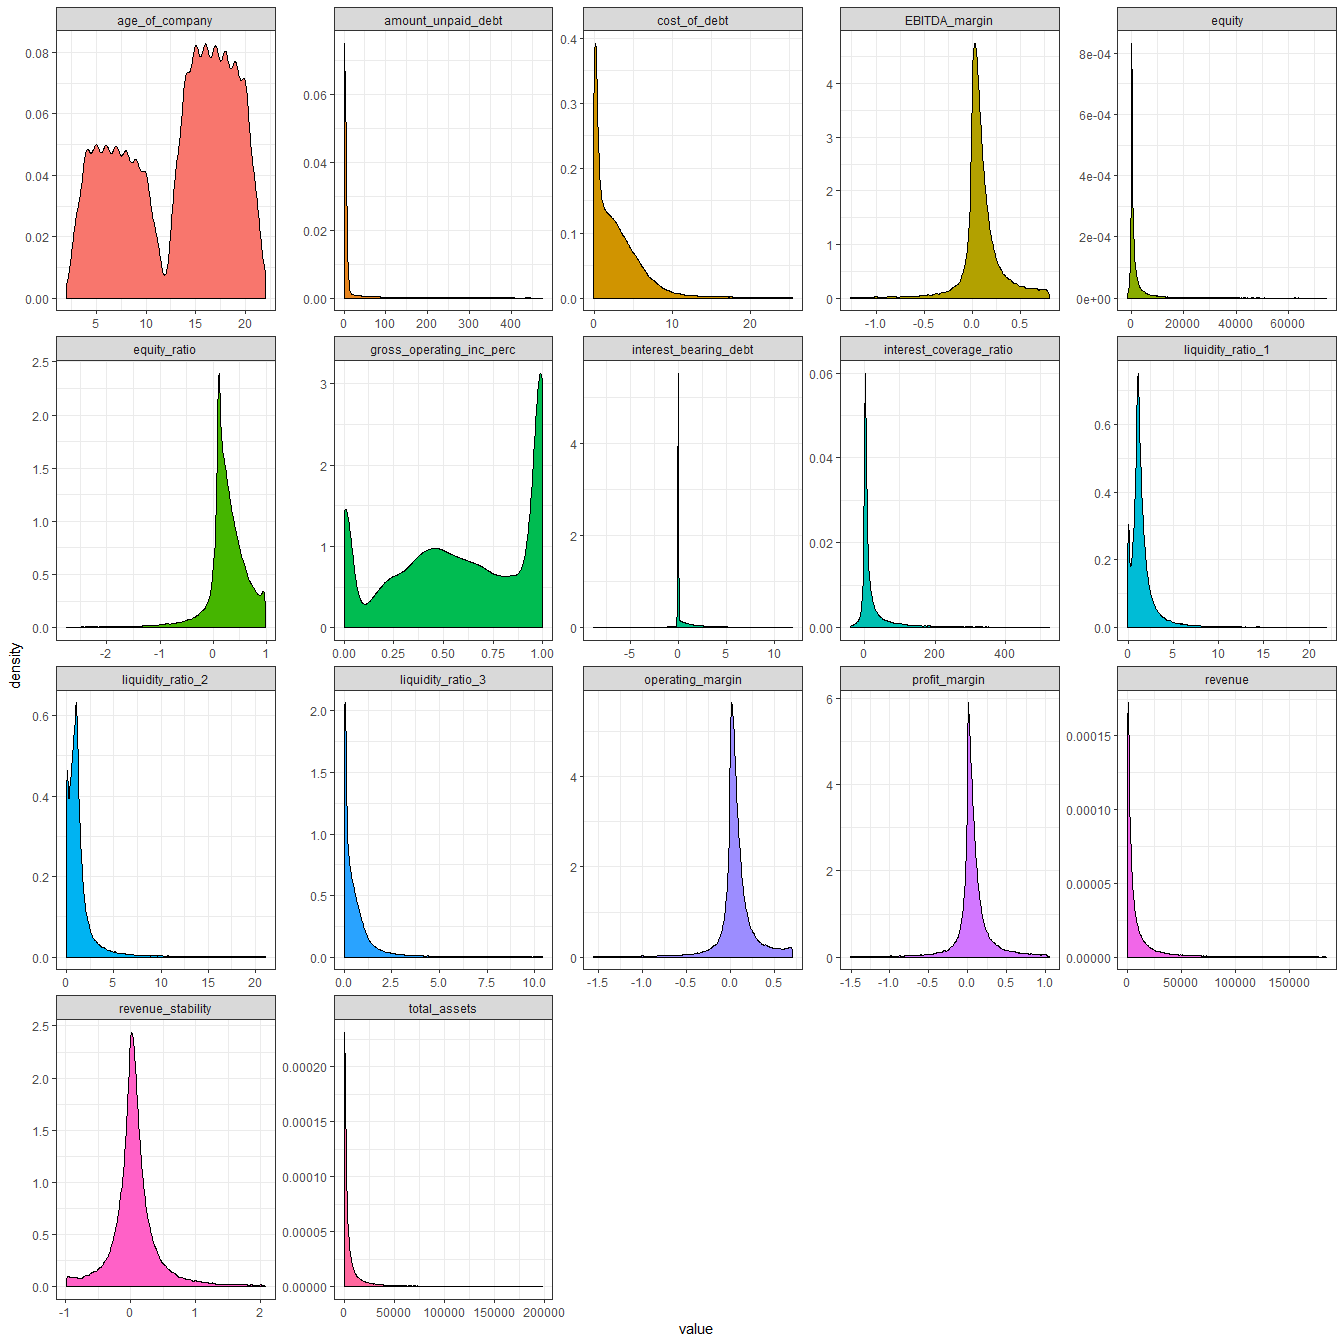 age_of_company amount_unpaid_debt cost_of_debt EBITDA_margin equity
0.08 0.06 0.04 0.02 0.00
0.06 0.04 0.02 0.00
0.4 0.3 0.2 0.1 0.0
4 3 2 1 0
8e-04 6e-04 4e-04 2e-04 0e+00
5 10 15 20
0 100 200 300 400
0 10 20
-1.0 -0.5 0.0 0.5
0 20000 40000 60000
equity_ratio gross_operating_inc_perc interest_bearing_debt interest_coverage_ratio liquidity_ratio_1
2.5 2.0 1.5 1.0 0.5 0.0
3 2 1 0
4 2 0
0.06 0.04 0.02 0.00
0.6 0.4 0.2 0.0
-2 -1 0 1
0.00 0.25 0.50 0.75 1.00
-5 0 5 10
0 200 400
0 5 10 15 20
density
liquidity_ratio_2 liquidity_ratio_3 operating_margin profit_margin revenue
0.6 0.4 0.2 0.0
2.0 1.5 1.0 0.5 0.0
4 2 0
6 4 2 0
0.00015 0.00010 0.00005 0.00000
0 5 10 15 20
0.0 2.5 5.0 7.5 10.0
-1.5 -1.0 -0.5 0.0 0.5
-1.5 -1.0 -0.5 0.0 0.5 1.0
0 50000 100000 150000
revenue_stability total_assets
2.5 2.0 1.5 1.0 0.5 0.0
0.00020 0.00015 0.00010 0.00005 0.00000
-1 0 1 2
0 50000 100000 150000 200000
value